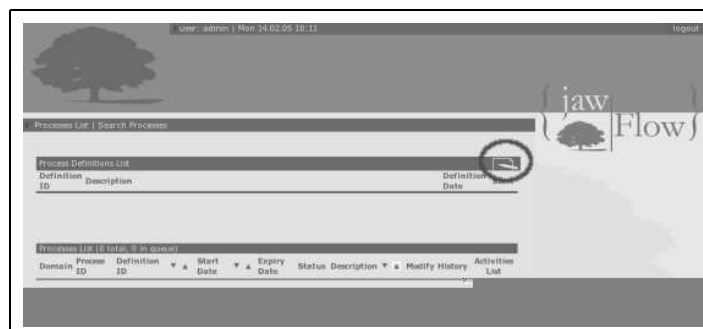 user: admin | Mon 14.02.05 10:11
logout
{ jaw
Flow }
Processes List | Search Processes
Process Definitions List
Definition ID Description Definition Date Start
Processes List (0 total, 0 in queue)
Domain Process ID Definition ID ▼ ▲ Start Date ▼ ▲ Expiry Date Status Description ▼ ▲ Modify History Activities List